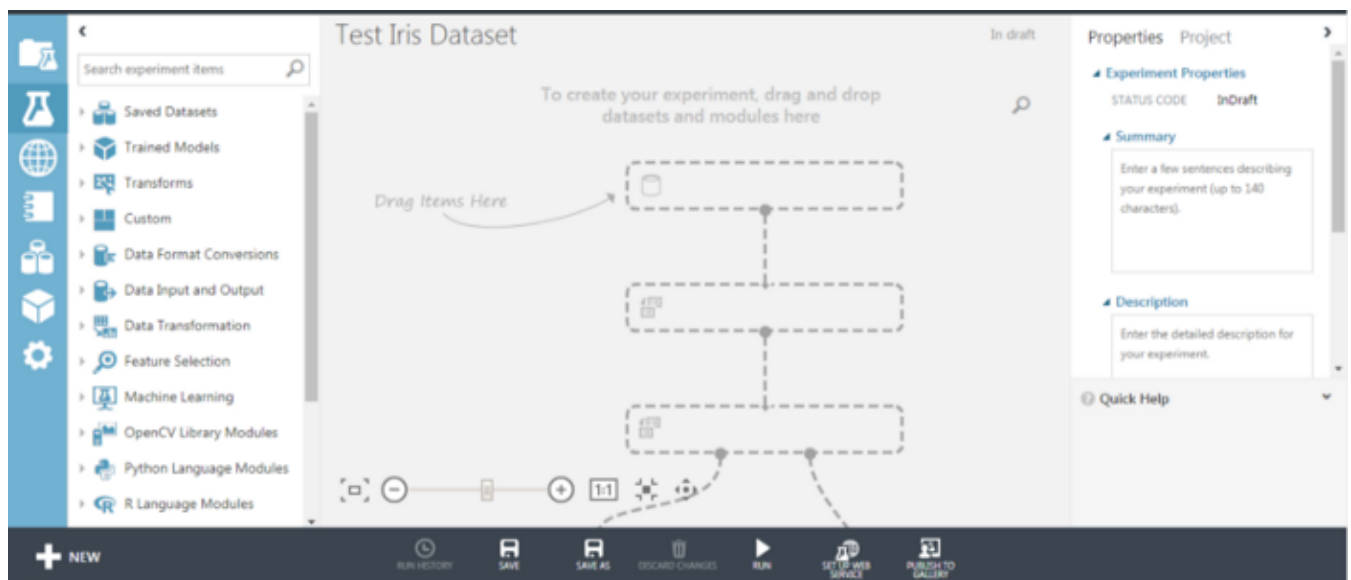 Test Iris Dataset
In draft
Search experiment items
Saved Datasets
Trained Models
Transforms
Custom
Data Format Conversions
Data Input and Output
Data Transformation
Feature Selection
Machine Learning
OpenCV Library Modules
Python Language Modules
R Language Modules
To create your experiment, drag and drop
datasets and modules here
Drag Items Here
1:1
Properties Project
Experiment Properties
STATUS CODE InDraft
Summary
Enter a few sentences describing
your experiment (up to 140
characters).
Description
Enter the detailed description for
your experiment.
Quick Help
NEW
RUN HISTORY
SAVE
SAVE AS
DISCARD CHANGES
RUN
SET UP WEB
SERVICE
PUBLISH TO
GALLERY